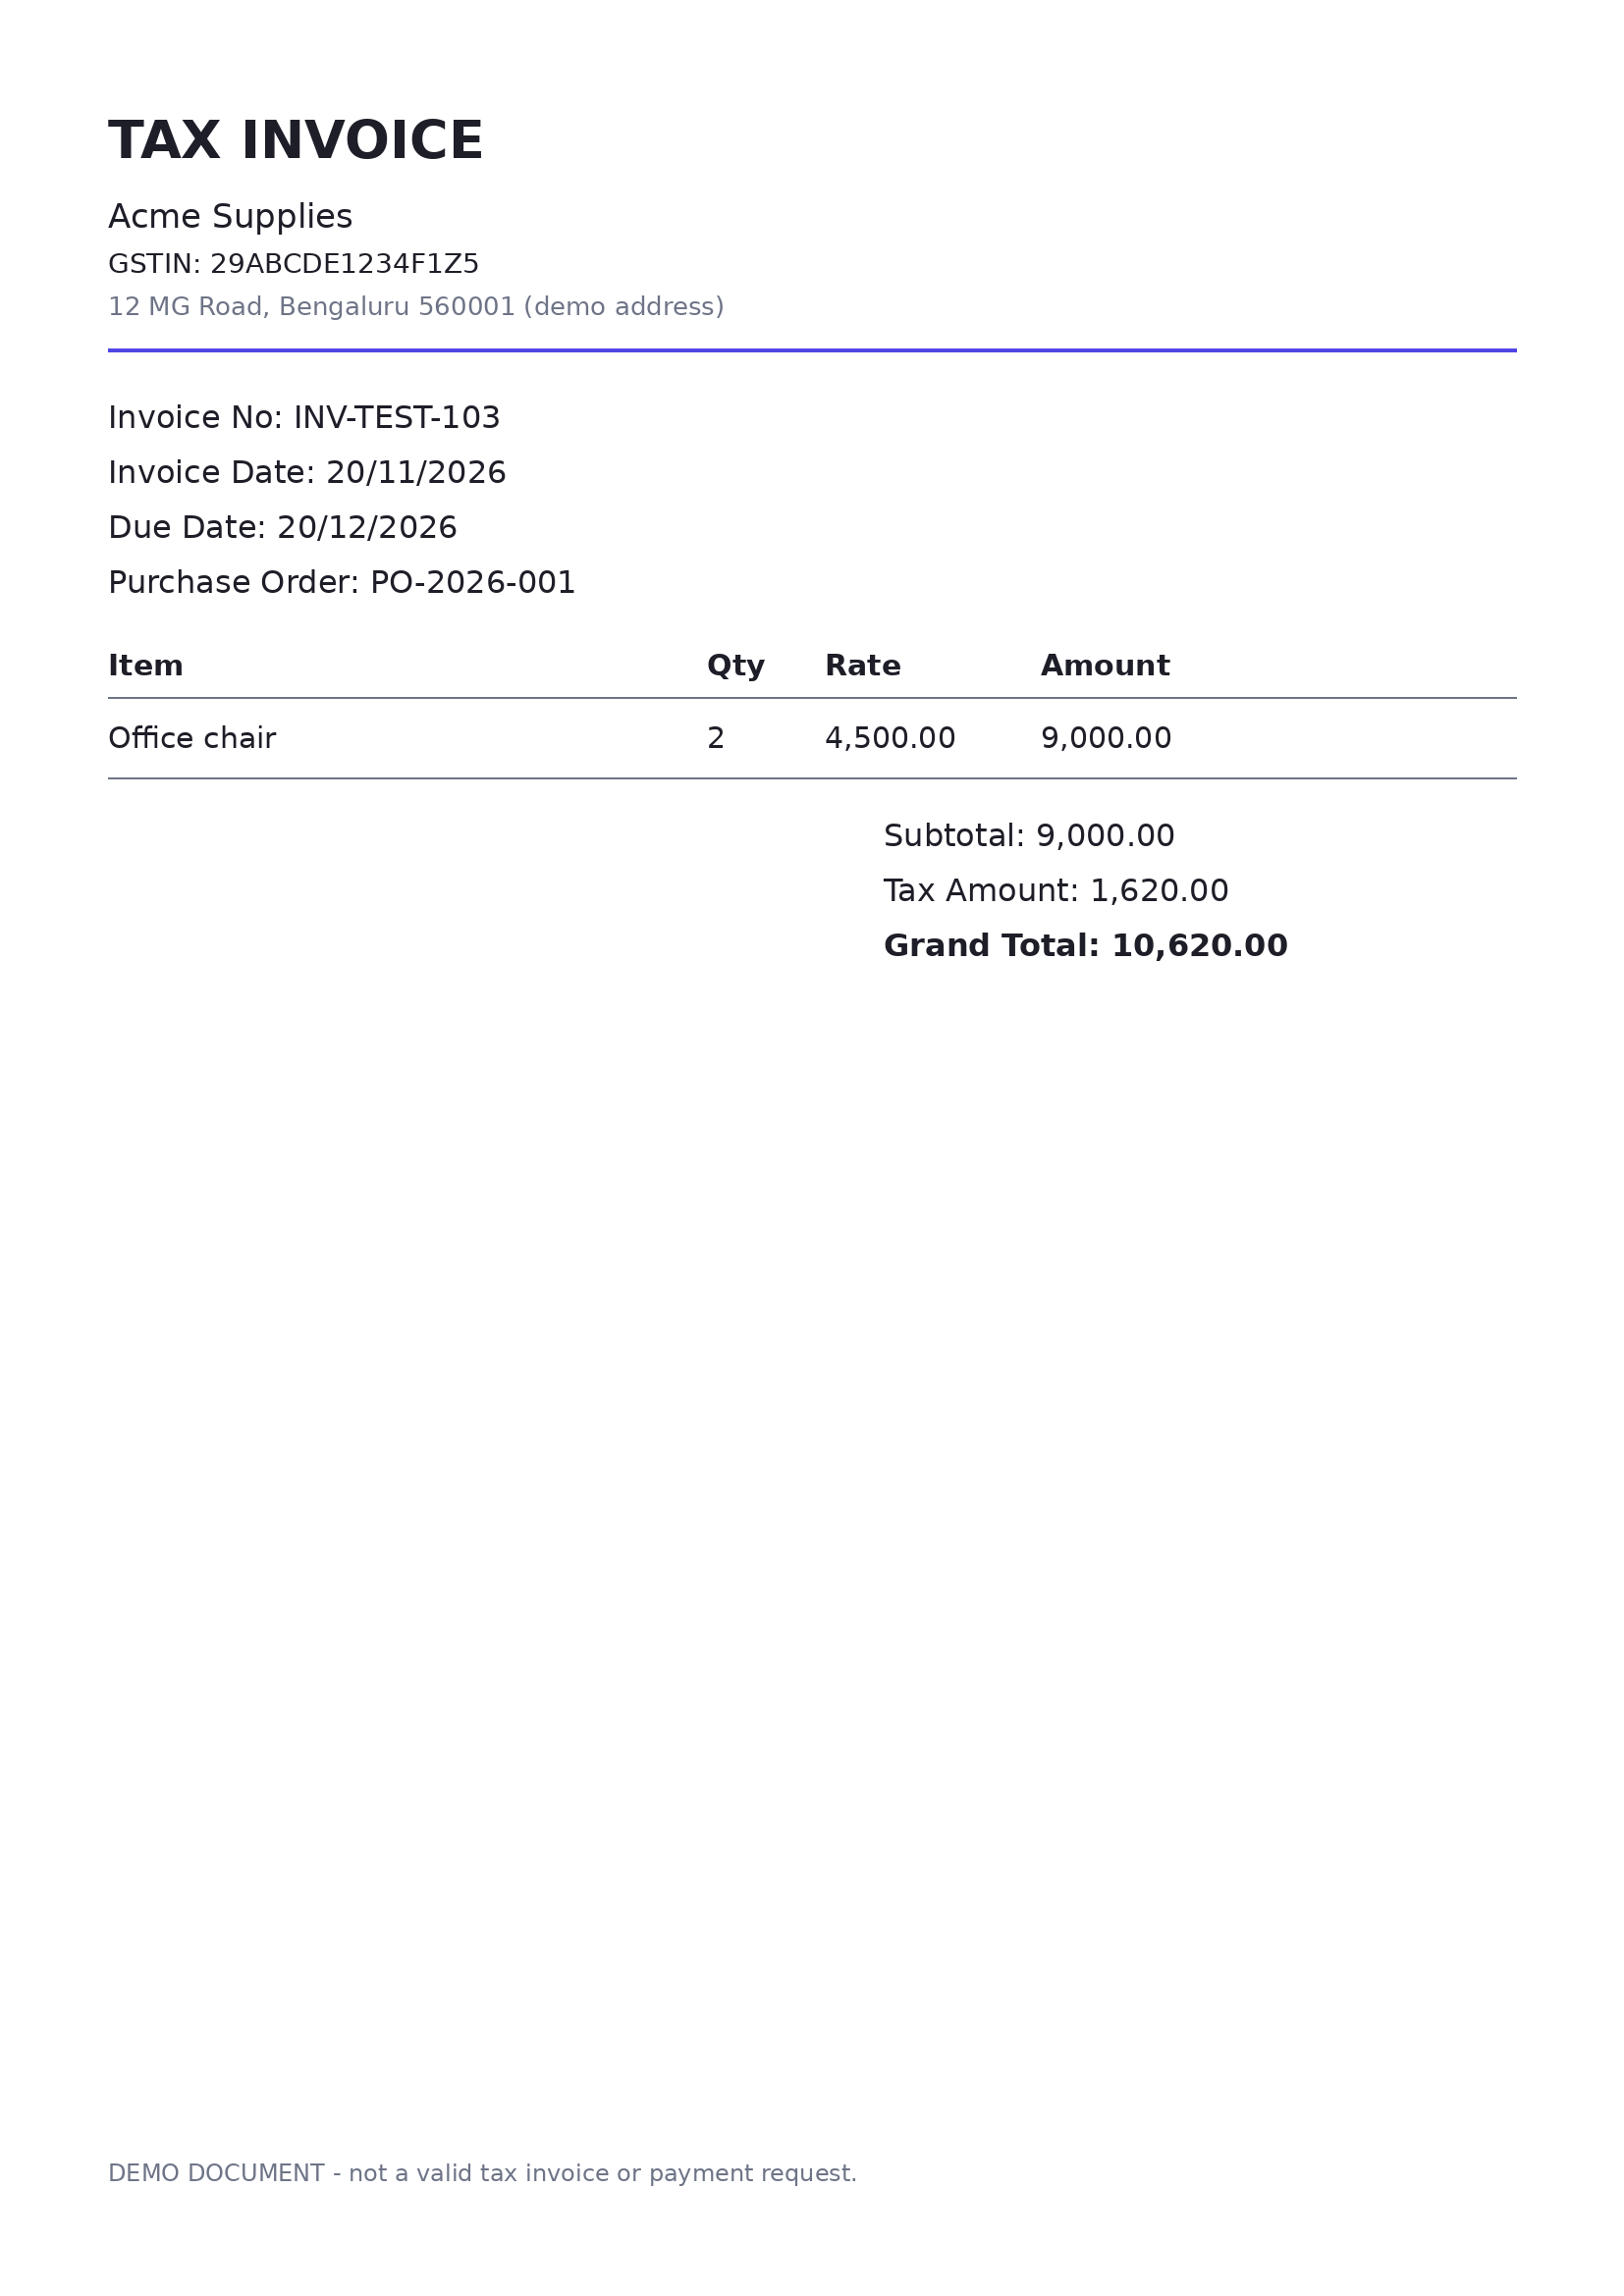 TAX INVOICE
Acme Supplies
GSTIN: 29ABCDE1234F1Z5
12 MG Road, Bengaluru 560001 (demo address)
Invoice No: INV-TEST-103
Invoice Date: 20/11/2026
Due Date: 20/12/2026
Purchase Order: PO-2026-001
Item Qty Rate Amount
Office chair 2 4,500.00 9,000.00
Subtotal: 9,000.00
Tax Amount: 1,620.00
Grand Total: 10,620.00
DEMO DOCUMENT - not a valid tax invoice or payment request.